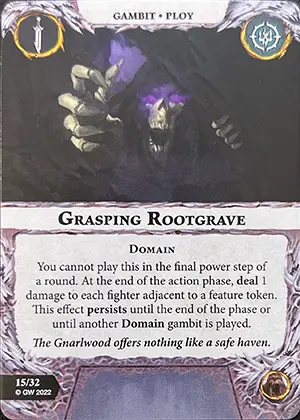 GAMBIT • PLOY
GRASPING ROOTGRAVE
DOMAIN
You cannot play this in the final power step of
a round. At the end of the action phase, deal 1
damage to each fighter adjacent to a feature token.
This effect persists until the end of the phase or
until another Domain gambit is played.
The Gnarlwood offers nothing like a safe haven.
15/32
© GW 2022